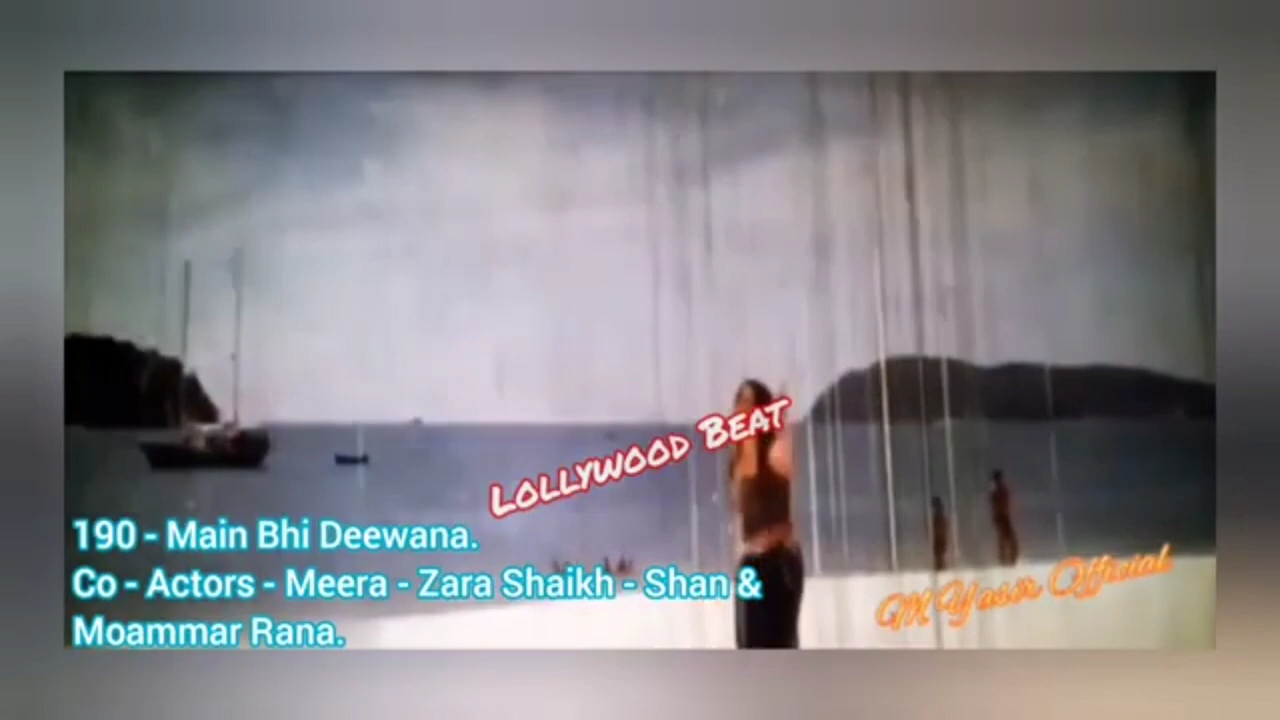 Lollywood Beat
190 - Main Bhi Deewana.
Co - Actors - Meera - Zara Shaikh - Shan &
Moammar Rana.
M Yasir Official